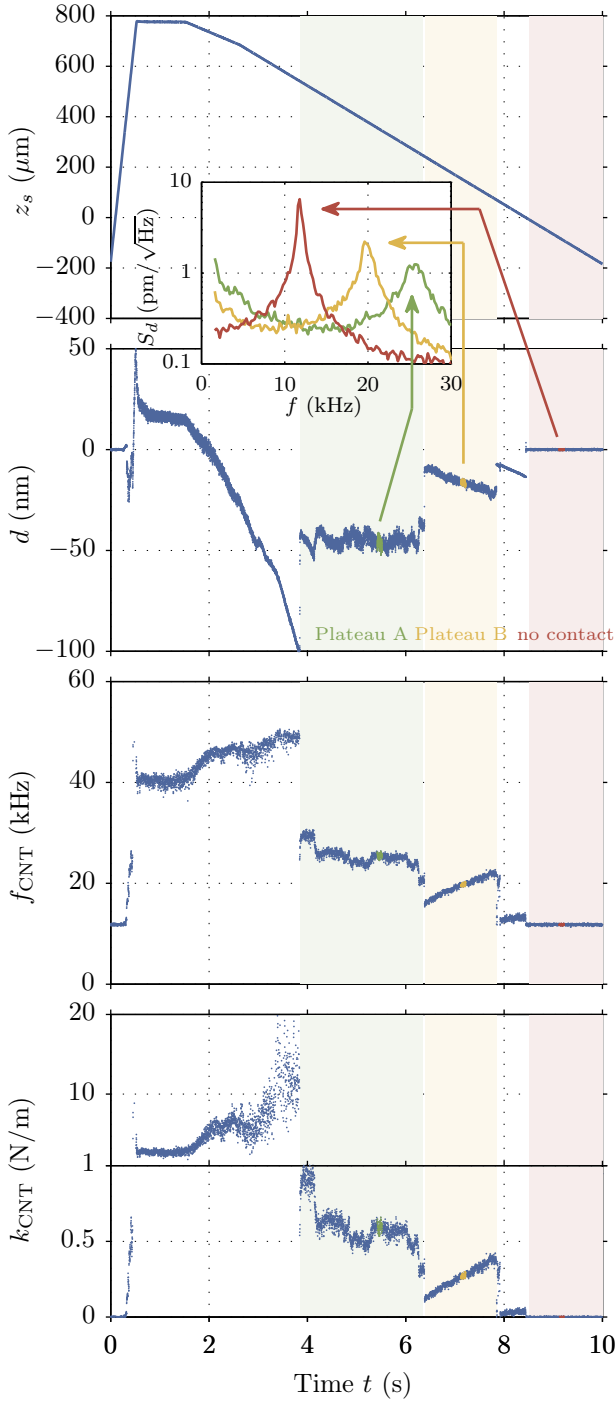 800
600
400
200
0
−200
−400
z_s (μm)
10
1
0.1
S_d (pm/√Hz)
0 10 20 30
f (kHz)
50
0
−50
−100
d (nm)
Plateau A Plateau B no contact
60
40
20
0
f_CNT (kHz)
20
10
1
0.5
0
k_CNT (N/m)
0 2 4 6 8 10
Time t (s)